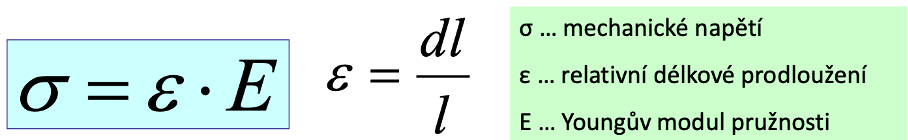 σ = ε · E
ε = dl / l
σ … mechanické napětí
ε … relativní délkové prodloužení
E … Youngův modul pružnosti